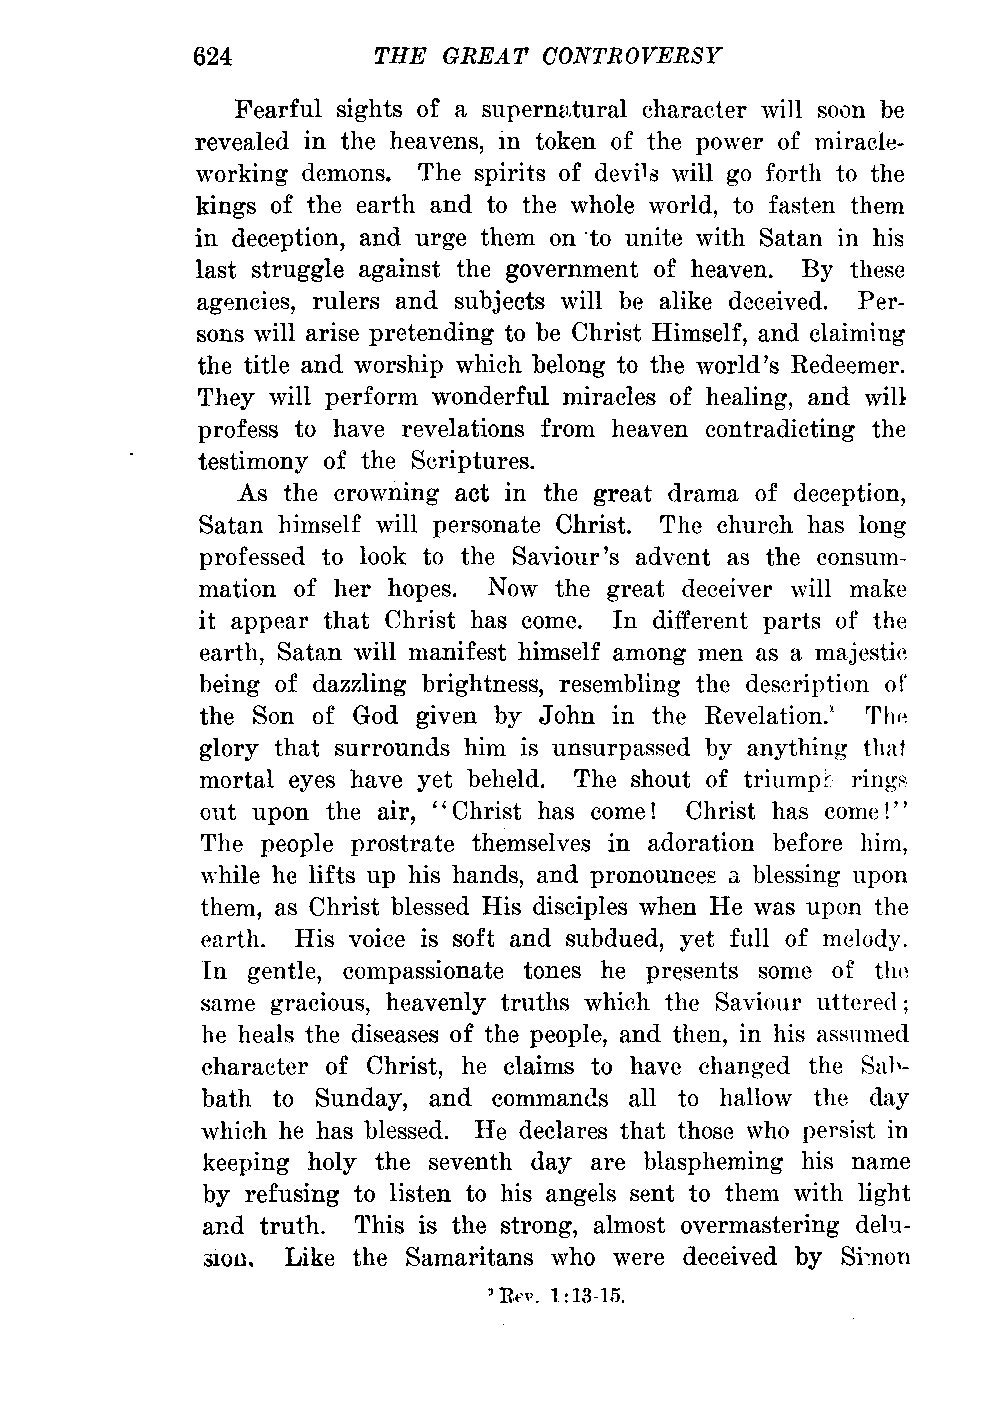 624 THE GREAT CONTROVERSY
Fearful sights of a supernatural character will soon be
revealed in the heavens, in token of the power of miracle-
working demons. The spirits of devils will go forth to the
kings of the earth and to the whole world, to fasten them
in deception, and urge them on to unite with Satan in his
last struggle against the government of heaven. By these
agencies, rulers and subjects will be alike deceived. Per-
sons will arise pretending to be Christ Himself, and claiming
the title and worship which belong to the world's Redeemer.
They will perform wonderful miracles of healing, and will
profess to have revelations from heaven contradicting the
testimony of the Scriptures.
As the crowning act in the great drama of deception,
Satan himself will personate Christ. The church has long
professed to look to the Saviour's advent as the consum-
mation of her hopes. Now the great deceiver will make
it appear that Christ has come. In different parts of the
earth, Satan will manifest himself among men as a majestic
being of dazzling brightness, resembling the description of
the Son of God given by John in the Revelation.¹ The
glory that surrounds him is unsurpassed by anything that
mortal eyes have yet beheld. The shout of triumph rings
out upon the air, "Christ has come! Christ has come!"
The people prostrate themselves in adoration before him,
while he lifts up his hands, and pronounces a blessing upon
them, as Christ blessed His disciples when He was upon the
earth. His voice is soft and subdued, yet full of melody.
In gentle, compassionate tones he presents some of the
same gracious, heavenly truths which the Saviour uttered;
he heals the diseases of the people, and then, in his assumed
character of Christ, he claims to have changed the Sab-
bath to Sunday, and commands all to hallow the day
which he has blessed. He declares that those who persist in
keeping holy the seventh day are blaspheming his name
by refusing to listen to his angels sent to them with light
and truth. This is the strong, almost overmastering delu-
sion. Like the Samaritans who were deceived by Simon
¹ Rev. 1:13-15.